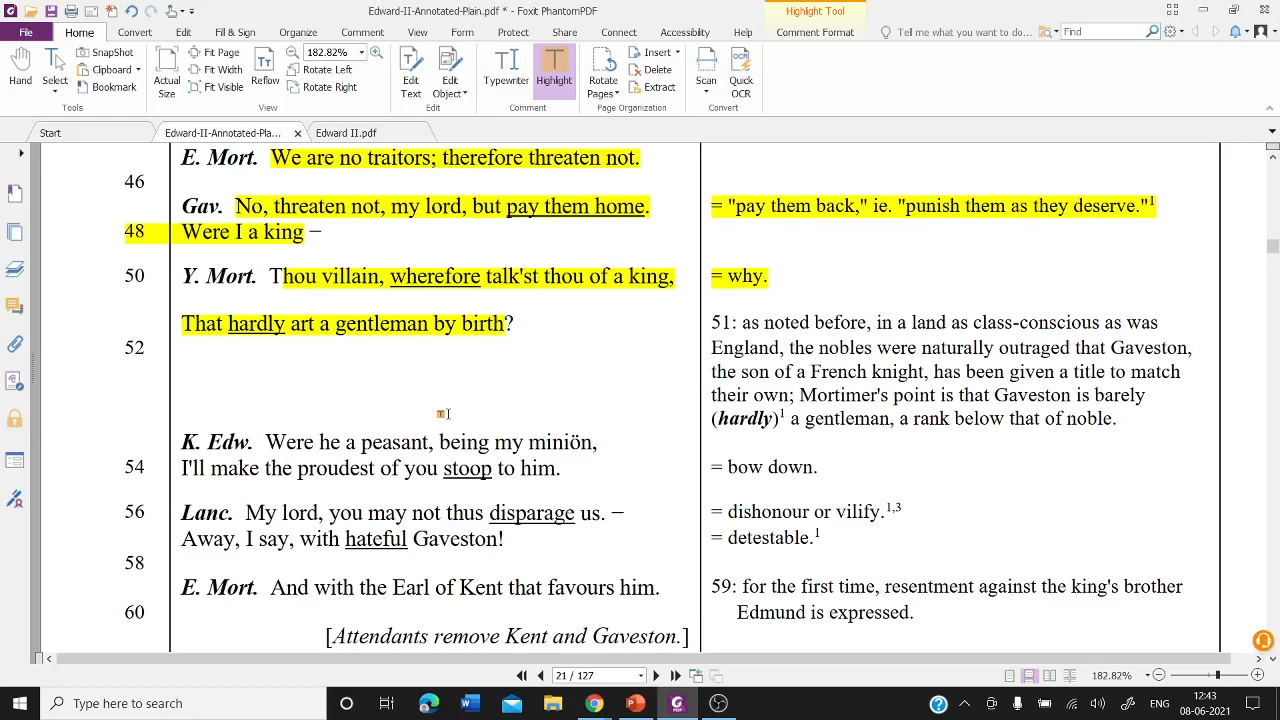 Edward-II-Annotated-Plain.pdf * - Foxit PhantomPDF
Highlight Tool
File Home Convert Edit Fill & Sign Organize Comment View Form Protect Share Connect Accessibility Help Comment Format
Tell me what you want to do...
Find
Hand
Select
SnapShot
Clipboard
Bookmark
Tools
Actual Size
Fit Page
Fit Width
Fit Visible
Reflow
182.82%
Rotate Left
Rotate Right
View
Edit Text
Edit Object
Edit
Typewriter
Highlight
Comment
Rotate Pages
Insert
Delete
Extract
Page Organization
Scan
Quick OCR
Convert
Start
Edward-II-Annotated-Pla...
Edward II.pdf
E. Mort. We are no traitors; therefore threaten not.
46
Gav. No, threaten not, my lord, but pay them home.
= "pay them back," ie. "punish them as they deserve."1
48 Were I a king −
50 Y. Mort. Thou villain, wherefore talk'st thou of a king,
= why.
That hardly art a gentleman by birth?
52
51: as noted before, in a land as class-conscious as was
England, the nobles were naturally outraged that Gaveston,
the son of a French knight, has been given a title to match
their own; Mortimer's point is that Gaveston is barely
(hardly)1 a gentleman, a rank below that of noble.
K. Edw. Were he a peasant, being my miniön,
54 I'll make the proudest of you stoop to him.
= bow down.
56 Lanc. My lord, you may not thus disparage us. −
= dishonour or vilify.1,3
Away, I say, with hateful Gaveston!
= detestable.1
58
E. Mort. And with the Earl of Kent that favours him.
60
59: for the first time, resentment against the king's brother
Edmund is expressed.
[Attendants remove Kent and Gaveston.]
21 / 127
182.82%
Type here to search
12:43
08-06-2021